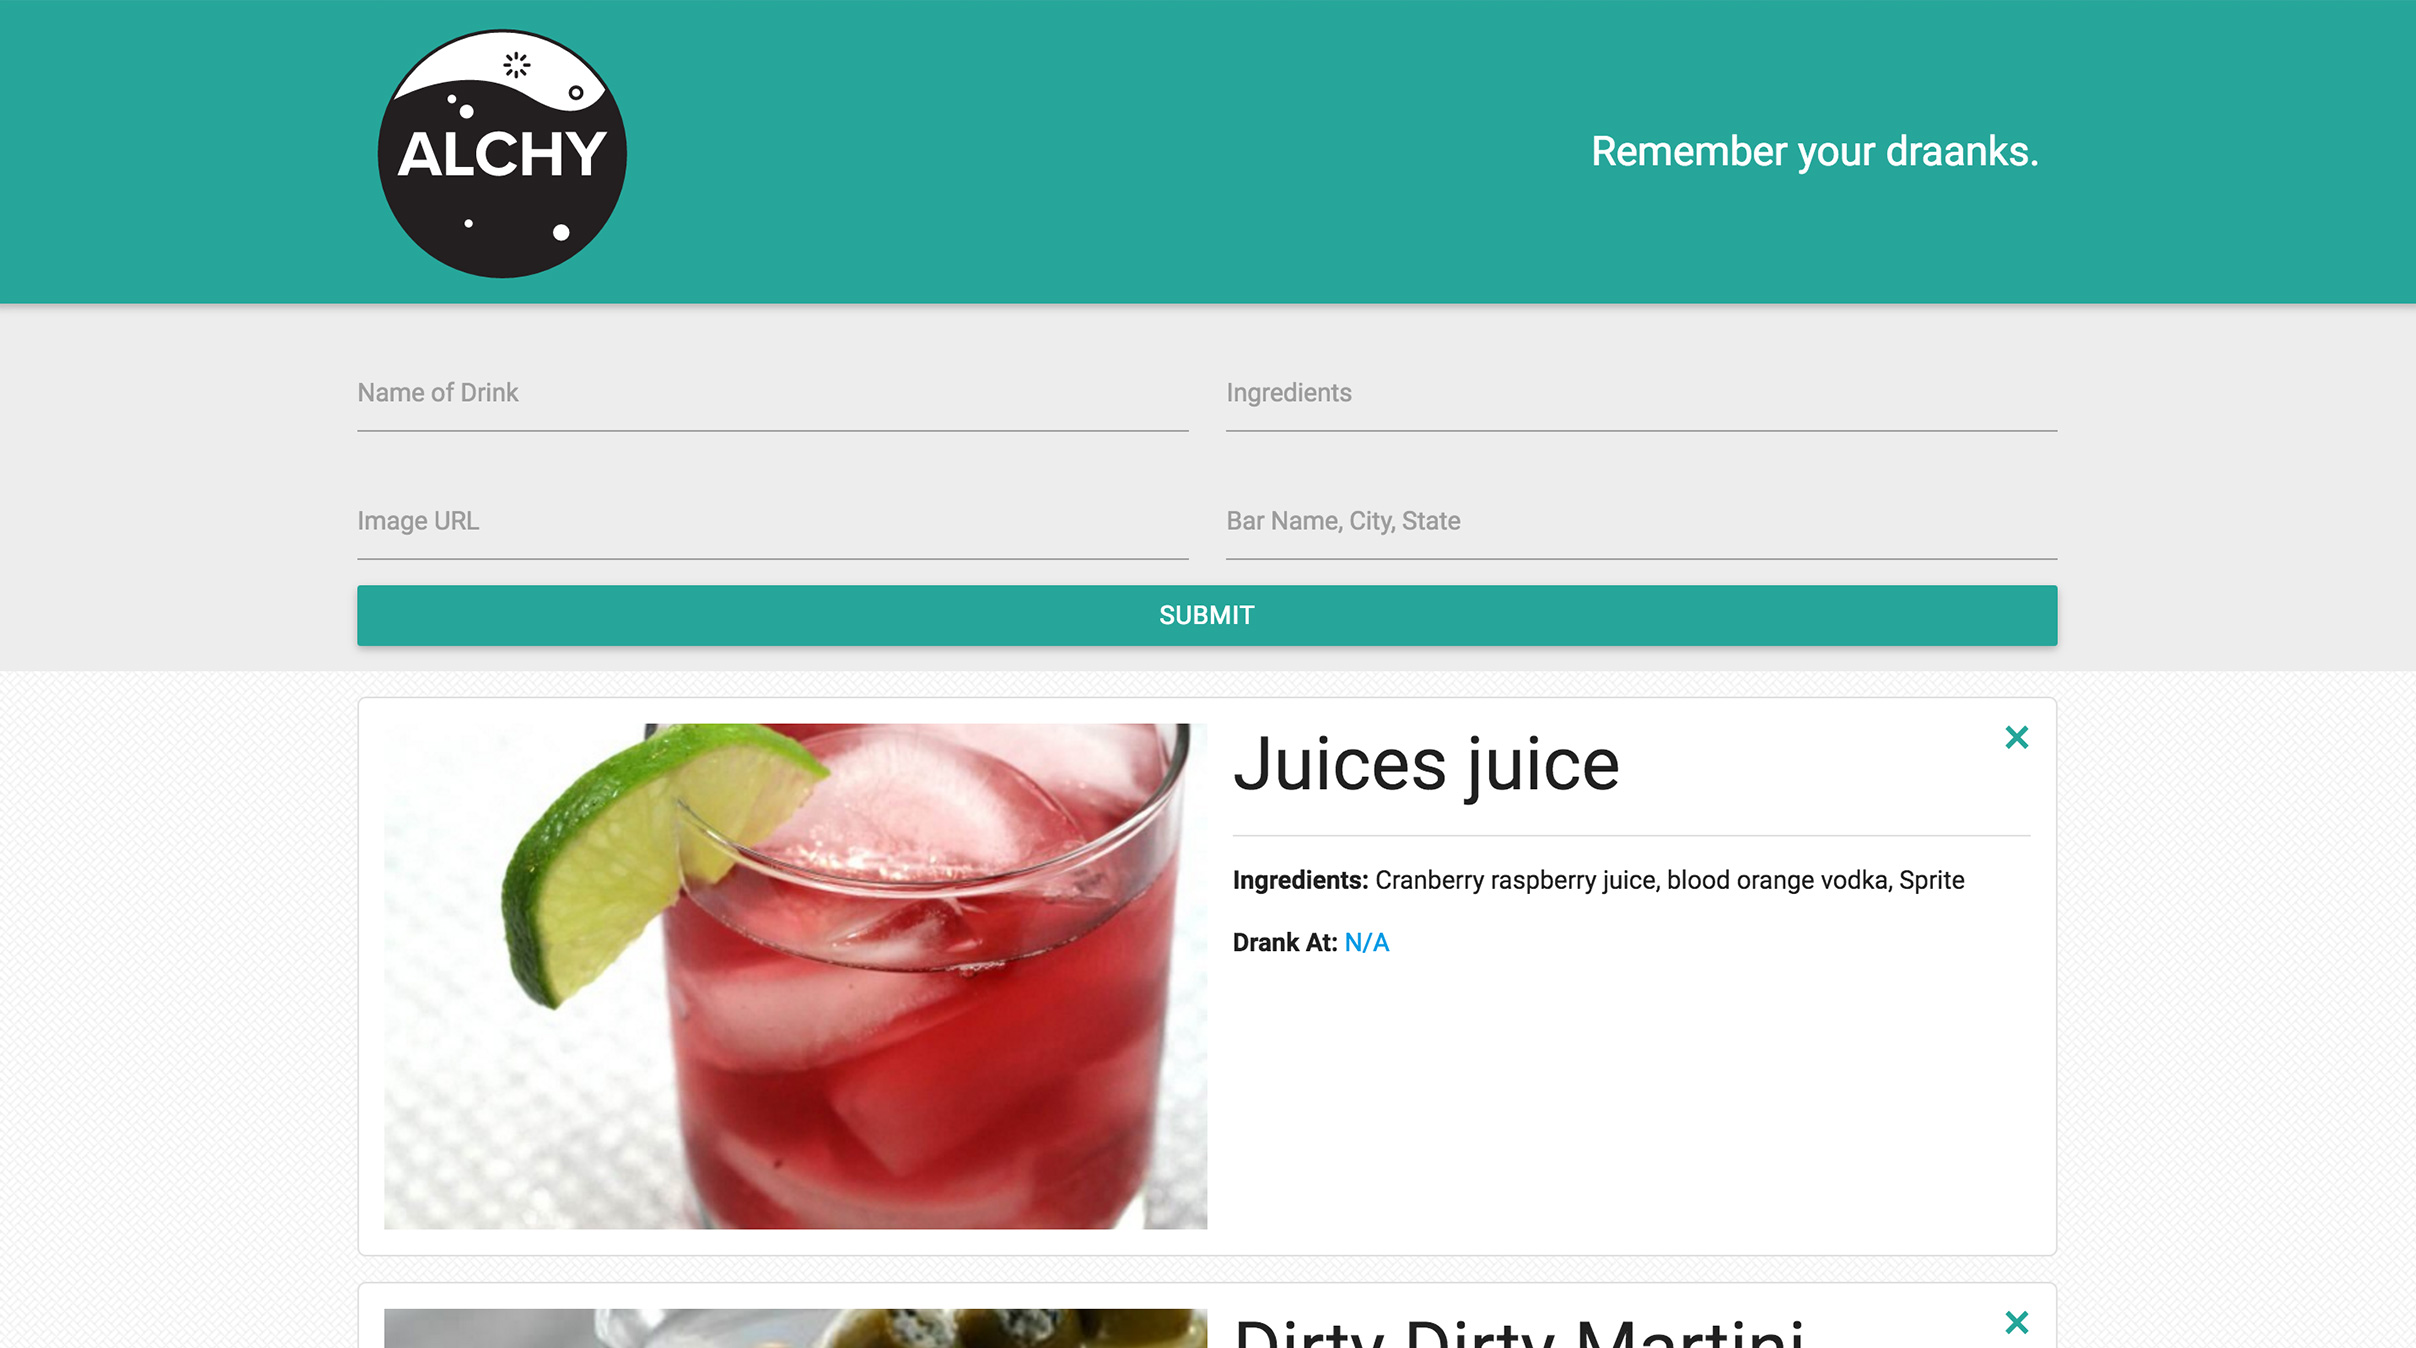 ALCHY
Remember your draanks.
Name of Drink
Ingredients
Image URL
Bar Name, City, State
SUBMIT
Juices juice
Ingredients: Cranberry raspberry juice, blood orange vodka, Sprite
Drank At: N/A
Dirty Dirty Martini